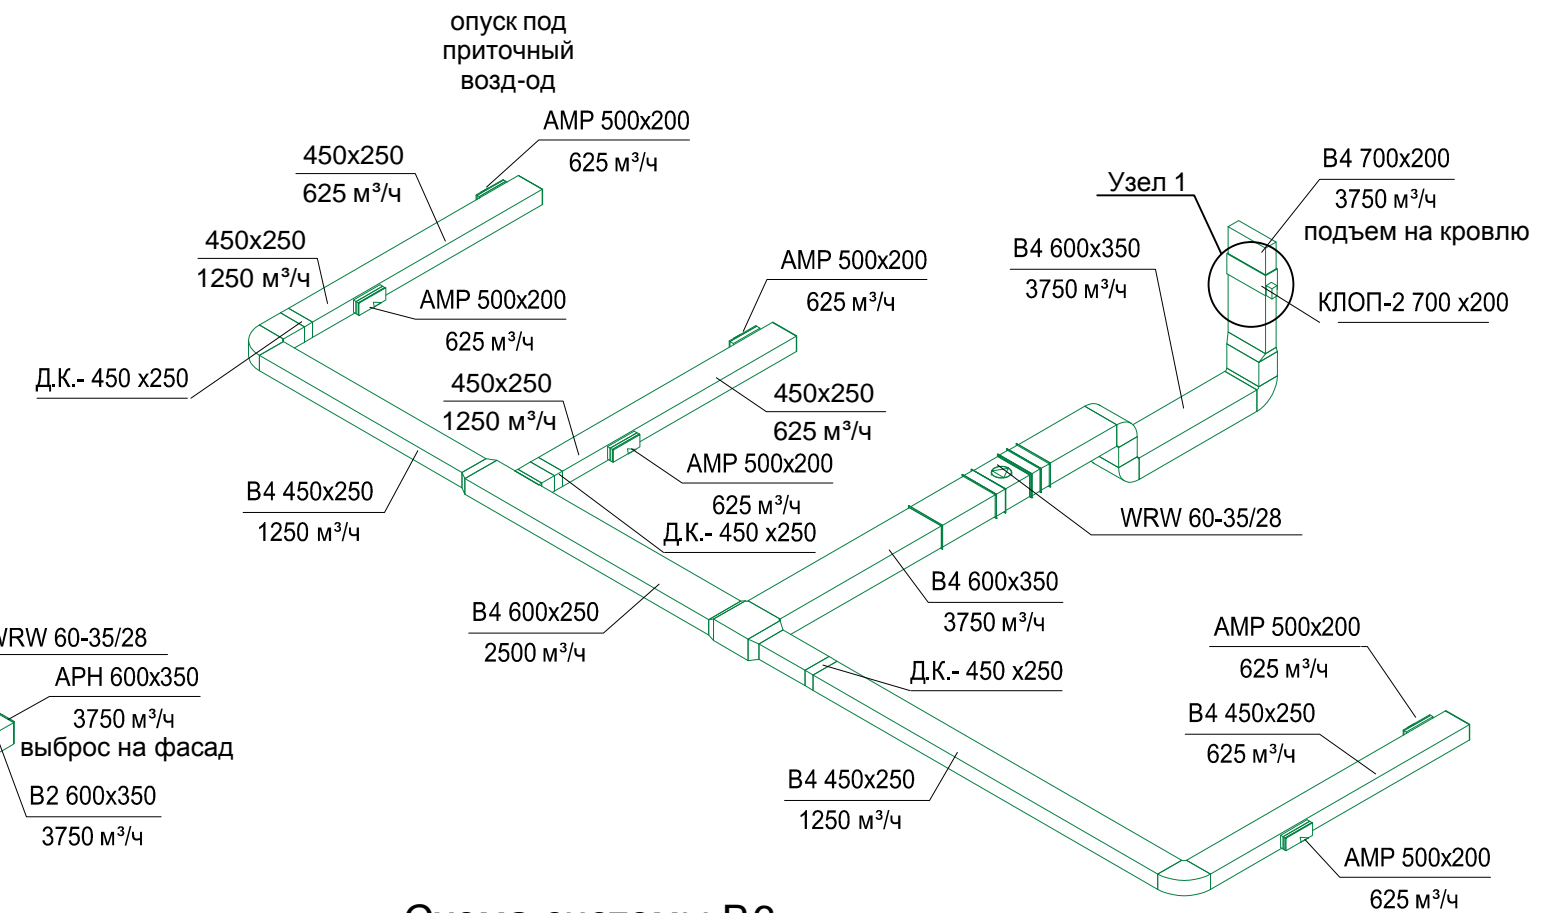 опуск под
приточный
возд-од
АМР 500х200
625 м³/ч
450х250
625 м³/ч
450х250
1250 м³/ч
АМР 500х200
625 м³/ч
Д.К.- 450 х250
АМР 500х200
625 м³/ч
450х250
1250 м³/ч
450х250
625 м³/ч
АМР 500х200
625 м³/ч
Д.К.- 450 х250
В4 450х250
1250 м³/ч
В4 600х250
2500 м³/ч
Узел 1
В4 700х200
3750 м³/ч
подъем на кровлю
В4 600х350
3750 м³/ч
КЛОП-2 700 х200
WRW 60-35/28
В4 600х350
3750 м³/ч
Д.К.- 450 х250
АМР 500х200
625 м³/ч
В4 450х250
625 м³/ч
В4 450х250
1250 м³/ч
АМР 500х200
625 м³/ч
WRW 60-35/28
АРН 600х350
3750 м³/ч
выброс на фасад
В2 600х350
3750 м³/ч
Схема системы